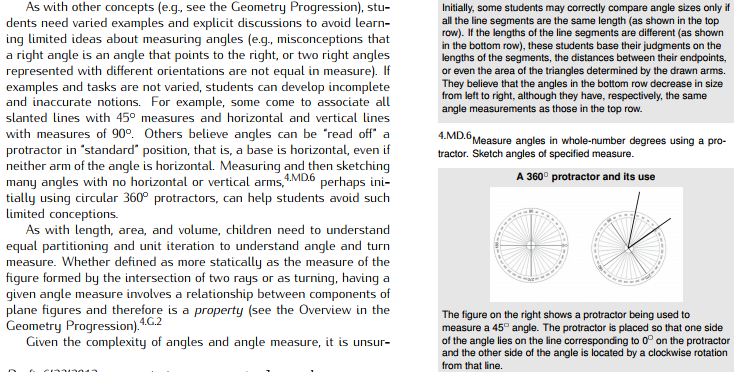 As with other concepts (e.g., see the Geometry Progression), stu-
dents need varied examples and explicit discussions to avoid learn-
ing limited ideas about measuring angles (e.g., misconceptions that
a right angle is an angle that points to the right, or two right angles
represented with different orientations are not equal in measure). If
examples and tasks are not varied, students can develop incomplete
and inaccurate notions. For example, some come to associate all
slanted lines with 45° measures and horizontal and vertical lines
with measures of 90°. Others believe angles can be "read off" a
protractor in "standard" position, that is, a base is horizontal, even if
neither arm of the angle is horizontal. Measuring and then sketching
many angles with no horizontal or vertical arms,4.MD.6 perhaps ini-
tially using circular 360° protractors, can help students avoid such
limited conceptions.
As with length, area, and volume, children need to understand
equal partitioning and unit iteration to understand angle and turn
measure. Whether defined as more statically as the measure of the
figure formed by the intersection of two rays or as turning, having a
given angle measure involves a relationship between components of
plane figures and therefore is a property (see the Overview in the
Geometry Progression).4.G.2
Given the complexity of angles and angle measure, it is unsur-
Initially, some students may correctly compare angle sizes only if
all the line segments are the same length (as shown in the top
row). If the lengths of the line segments are different (as shown
in the bottom row), these students base their judgments on the
lengths of the segments, the distances between their endpoints,
or even the area of the triangles determined by the drawn arms.
They believe that the angles in the bottom row decrease in size
from left to right, although they have, respectively, the same
angle measurements as those in the top row.
4.MD.6 Measure angles in whole-number degrees using a pro-
tractor. Sketch angles of specified measure.
A 360° protractor and its use
The figure on the right shows a protractor being used to
measure a 45° angle. The protractor is placed so that one side
of the angle lies on the line corresponding to 0° on the protractor
and the other side of the angle is located by a clockwise rotation
from that line.